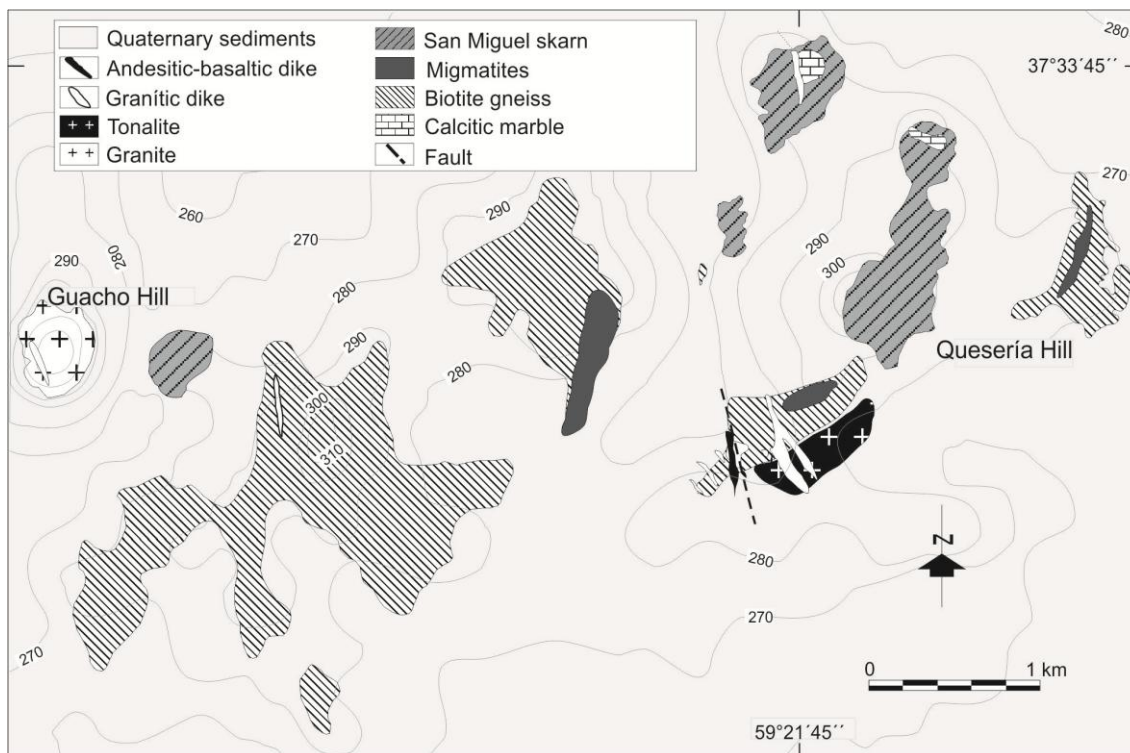 Quaternary sediments
Andesitic-basaltic dike
Granític dike
Tonalite
Granite
San Miguel skarn
Migmatites
Biotite gneiss
Calcitic marble
Fault
280
37°33´45´´
270
290
260
270
280
290
Guacho Hill
280
290
300
310
280
290
300
Quesería Hill
N
280
270
270
0 1 km
59°21´45´´